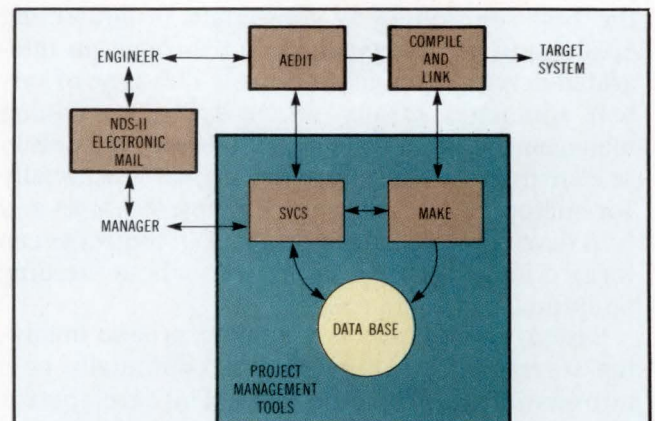 ENGINEER
AEDIT
COMPILE
AND
LINK
TARGET
SYSTEM
NDS-II
ELECTRONIC
MAIL
MANAGER
SVCS
MAKE
DATA BASE
PROJECT
MANAGEMENT
TOOLS